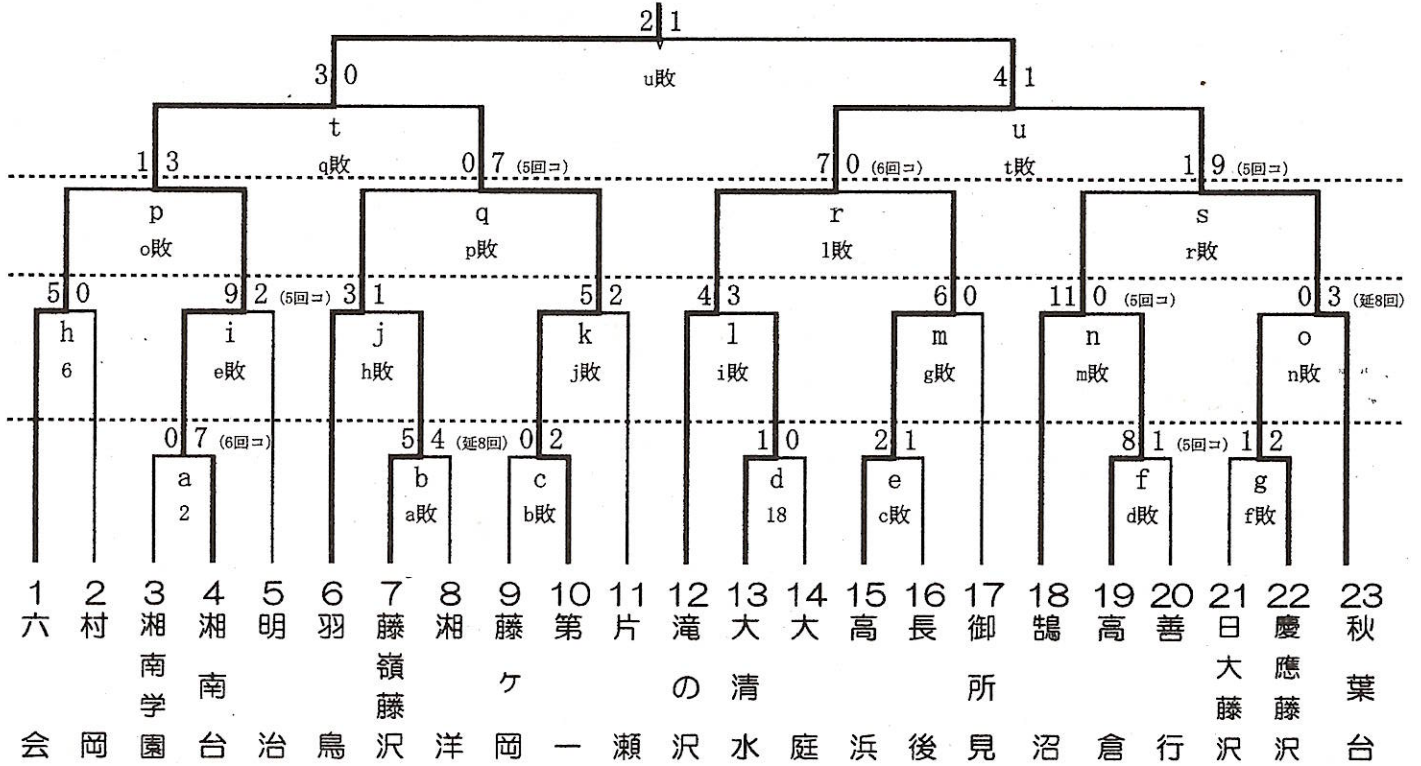 2 1
3 0 u敗 4 1
t u
1 3 q敗 0 7 (5回コ) 7 0 (6回コ) t敗 1 9 (5回コ)
p q r s
o敗 p敗 l敗 r敗
5 0 9 2 (5回コ) 3 1 5 2 4 3 6 0 11 0 (5回コ) 0 3 (延8回)
h i j k l m n o
6 e敗 h敗 j敗 i敗 g敗 m敗 n敗
0 7 (6回コ) 5 4 (延8回) 0 2 1 0 2 1 8 1 (5回コ) 1 2
a b c d e f g
2 a敗 b敗 18 c敗 d敗 f敗
1 2 3 4 5 6 7 8 9 10 11 12 13 14 15 16 17 18 19 20 21 22 23
六会
村岡
湘南学園
湘南台
明治
羽鳥
藤嶺藤沢
湘洋
藤ケ岡
第一
片瀬
滝の沢
大清水
大庭
高浜
長後
御所見
鵠沼
高倉
善行
日大藤沢
慶應藤沢
秋葉台